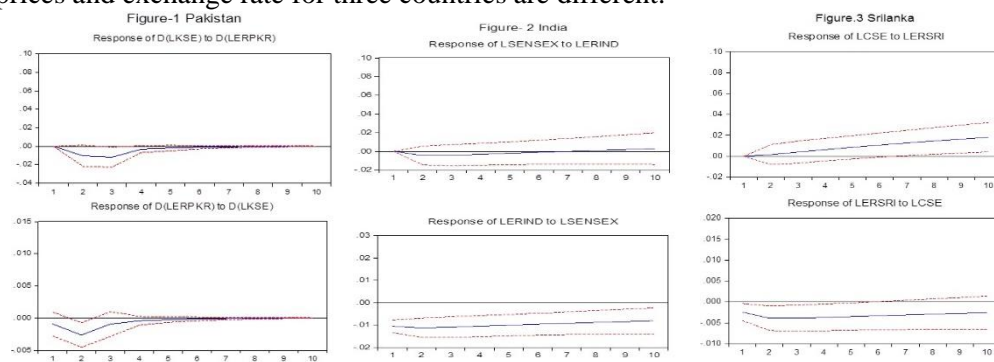 prices and exchange rate for three countries are different.
Figure-1 Pakistan
Response of D(LKSE) to D(LERPKR)
.10
.08
.06
.04
.02
.00
-.02
-.04
1 2 3 4 5 6 7 8 9 10
Response of D(LERPKR) to D(LKSE)
.015
.010
.005
.000
-.005
1 2 3 4 5 6 7 8 9 10
Figure- 2 India
Response of LSENSEX to LERIND
.10
.08
.06
.04
.02
.00
-.02
1 2 3 4 5 6 7 8 9 10
Response of LERIND to LSENSEX
.03
.02
.01
.00
-.01
-.02
1 2 3 4 5 6 7 8 9 10
Figure.3 Srilanka
Response of LCSE to LERSRI
.10
.08
.06
.04
.02
.00
-.02
1 2 3 4 5 6 7 8 9 10
Response of LERSRI to LCSE
.020
.015
.010
.005
.000
-.005
-.010
1 2 3 4 5 6 7 8 9 10